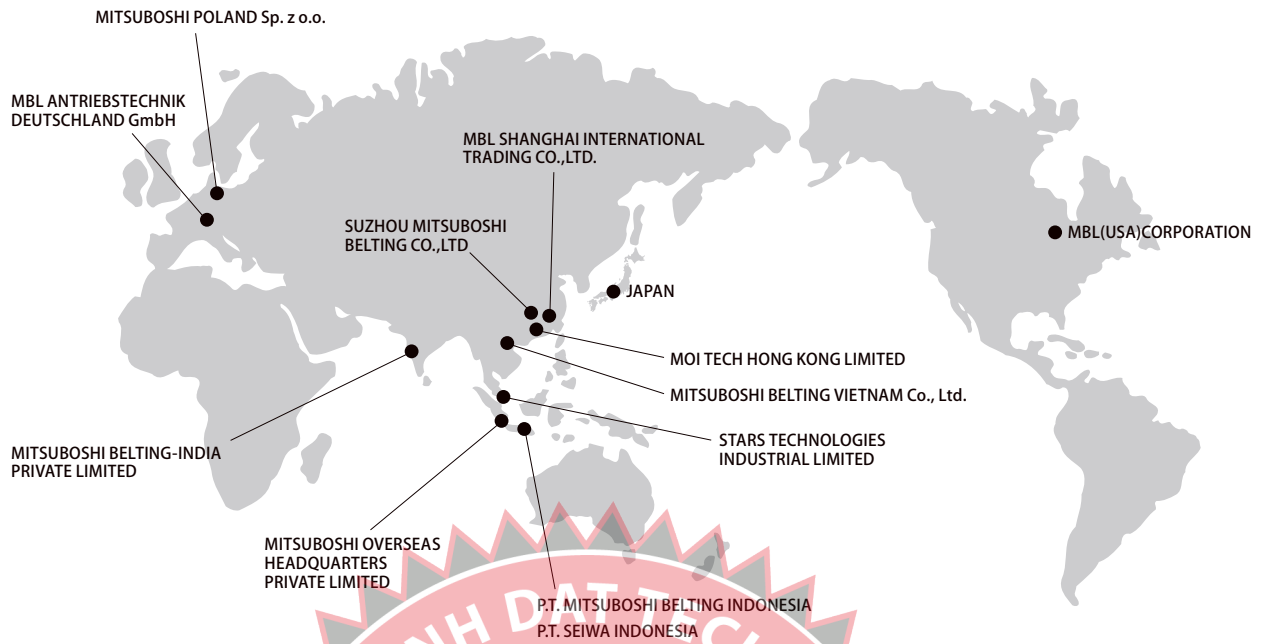 MITSUBOSHI POLAND Sp. z o.o.
MBL ANTRIEBSTECHNIK
DEUTSCHLAND GmbH
MBL SHANGHAI INTERNATIONAL
TRADING CO.,LTD.
SUZHOU MITSUBOSHI
BELTING CO.,LTD
MBL(USA)CORPORATION
JAPAN
MOI TECH HONG KONG LIMITED
MITSUBOSHI BELTING VIETNAM Co., Ltd.
STARS TECHNOLOGIES
INDUSTRIAL LIMITED
MITSUBOSHI BELTING-INDIA
PRIVATE LIMITED
MITSUBOSHI OVERSEAS
HEADQUARTERS
PRIVATE LIMITED
P.T. MITSUBOSHI BELTING INDONESIA
P.T. SEIWA INDONESIA
DAT